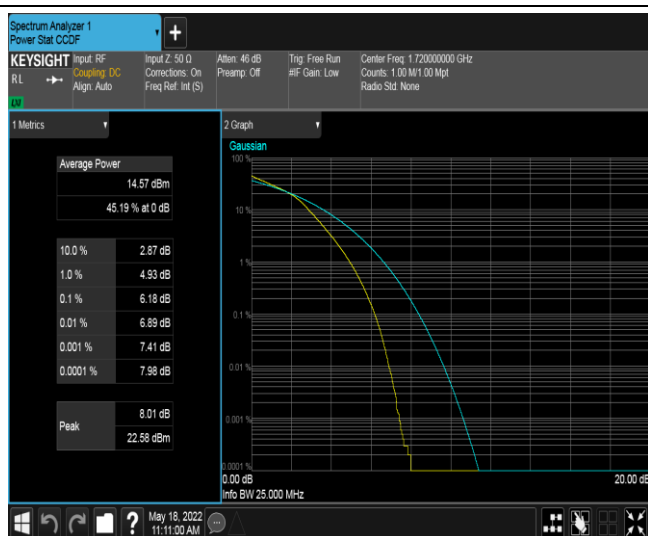 Spectrum Analyzer 1
Power Stat CCDF
+
KEYSIGHT
RL
LXI
Input: RF
Coupling: DC
Align: Auto
Input Z: 50 Ω
Corrections: On
Freq Ref: Int (S)
Atten: 46 dB
Preamp: Off
Trig: Free Run
#IF Gain: Low
Center Freq: 1.720000000 GHz
Counts: 1.00 M/1.00 Mpt
Radio Std: None
1 Metrics
Average Power
14.57 dBm
45.19 % at 0 dB
10.0 % 2.87 dB
1.0 % 4.93 dB
0.1 % 6.18 dB
0.01 % 6.89 dB
0.001 % 7.41 dB
0.0001 % 7.98 dB
Peak
8.01 dB
22.58 dBm
2 Graph
Gaussian
100 %
10 %
1 %
0.1 %
0.01 %
0.001 %
0.0001 %
0.00 dB
20.00 dB
Info BW 25.000 MHz
?
May 18, 2022
11:11:00 AM